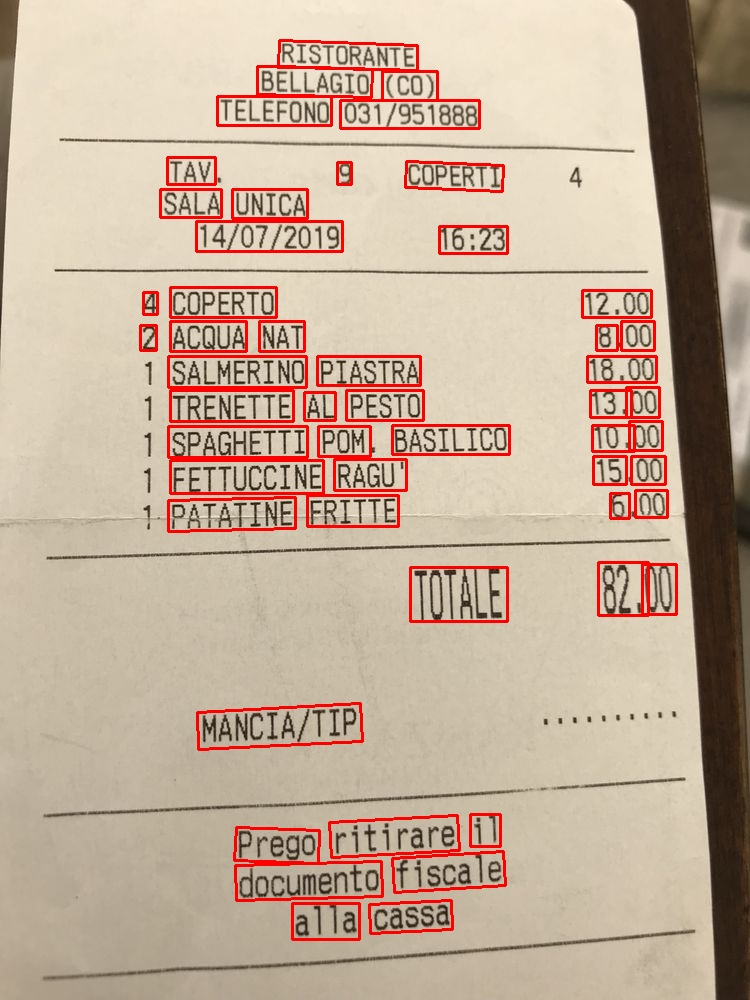 RISTORANTE
BELLAGIO (CO)
TELEFONO 031/951888
TAV. 9 COPERTI 4
SALA UNICA
14/07/2019 16:23
4 COPERTO 12.00
2 ACQUA NAT 8.00
1 SALMERINO PIASTRA 18.00
1 TRENETTE AL PESTO 13.00
1 SPAGHETTI POM. BASILICO 10.00
1 FETTUCCINE RAGU' 15.00
1 PATATINE FRITTE 6.00
TOTALE 82.00
MANCIA/TIP ..........
Prego ritirare il
documento fiscale
alla cassa